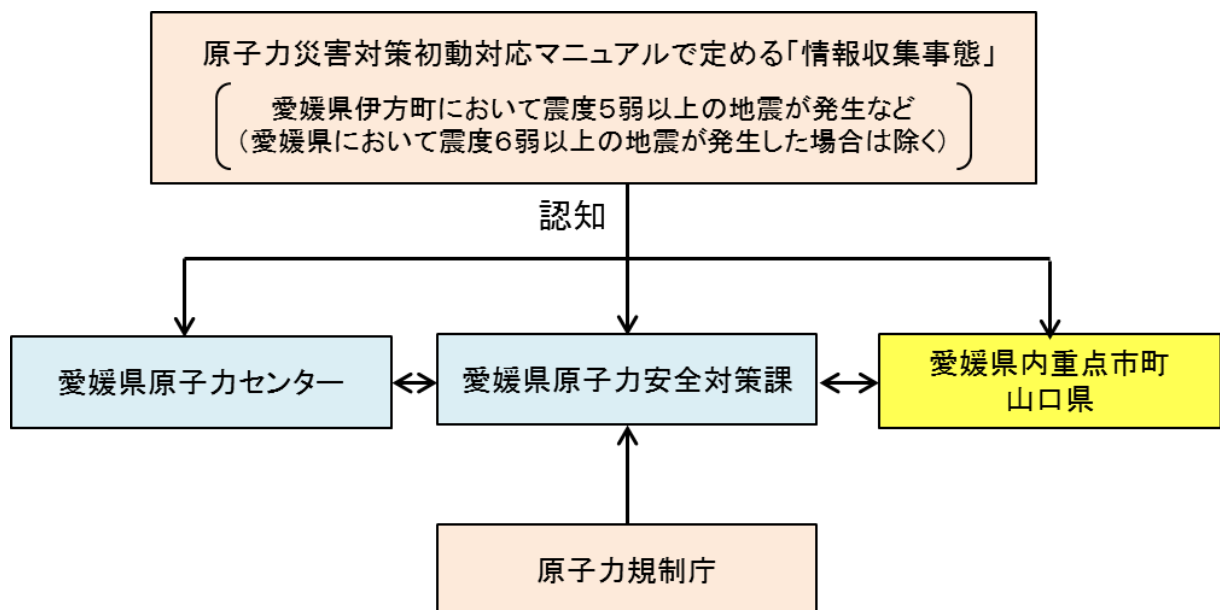 原子力災害対策初動対応マニュアルで定める「情報収集事態」
愛媛県伊方町において震度5弱以上の地震が発生など
(愛媛県において震度6弱以上の地震が発生した場合は除く)
認知
愛媛県原子力センター
愛媛県原子力安全対策課
愛媛県内重点市町
山口県
原子力規制庁